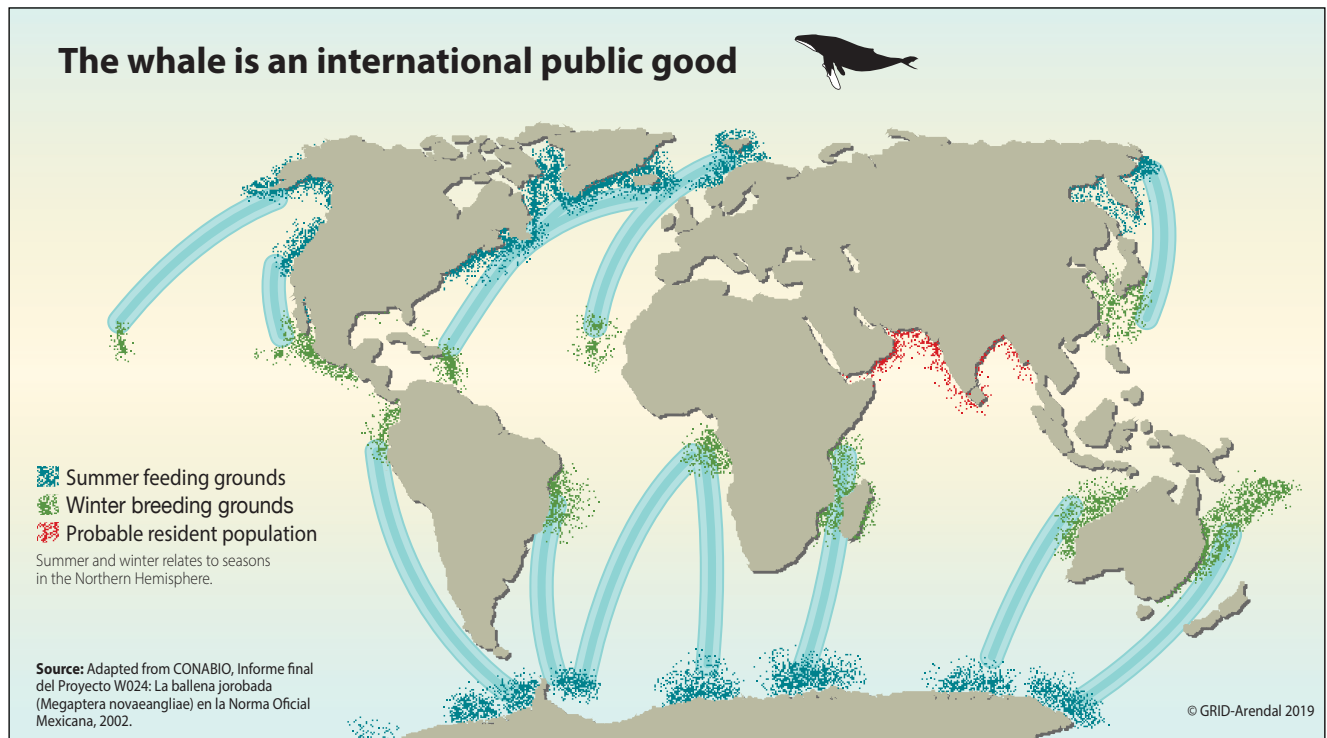 The whale is an international public good
Summer feeding grounds
Winter breeding grounds
Probable resident population
Summer and winter relates to seasons
in the Northern Hemisphere.
Source: Adapted from CONABIO, Informe final
del Proyecto W024: La ballena jorobada
(Megaptera novaeangliae) en la Norma Oficial
Mexicana, 2002.
© GRID-Arendal 2019